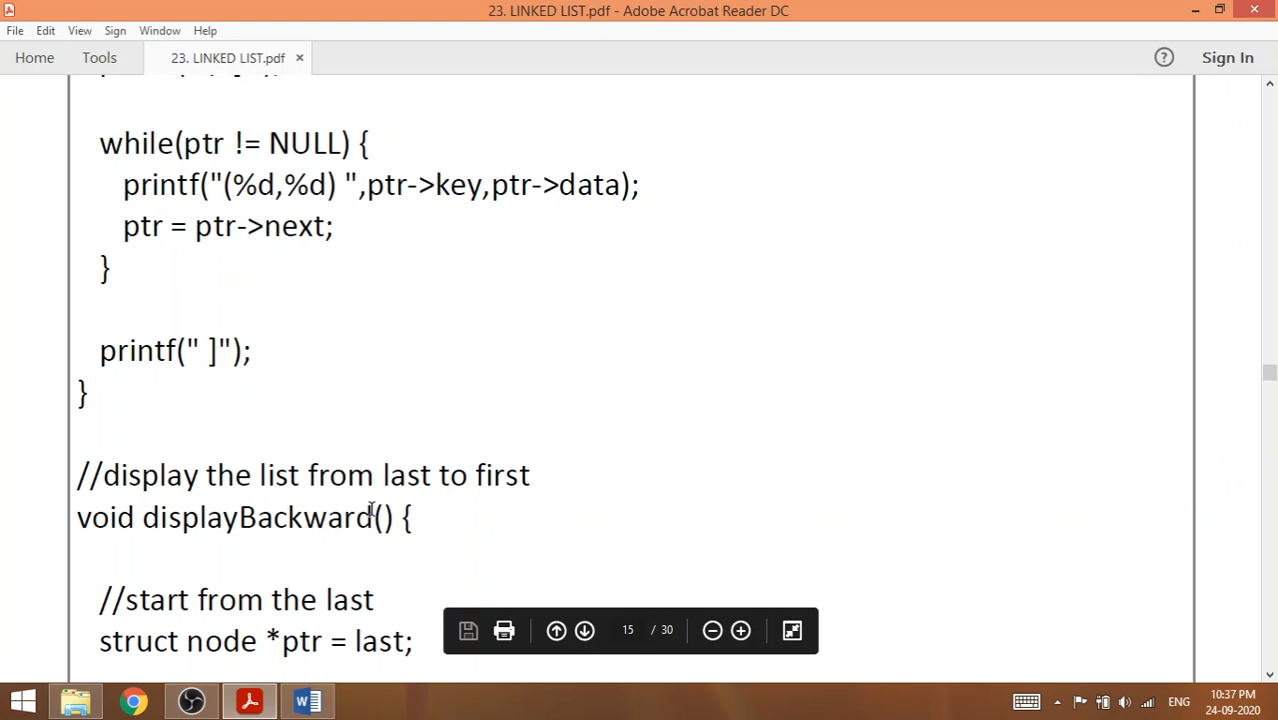 23. LINKED LIST.pdf - Adobe Acrobat Reader DC
File Edit View Sign Window Help
Home Tools 23. LINKED LIST.pdf × ? Sign In
while(ptr != NULL) {
printf("(%d,%d) ",ptr->key,ptr->data);
ptr = ptr->next;
}
printf(" ]");
}
//display the list from last to first
void displayBackward() {
//start from the last
struct node *ptr = last;
15 / 30
ENG
10:37 PM
24-09-2020